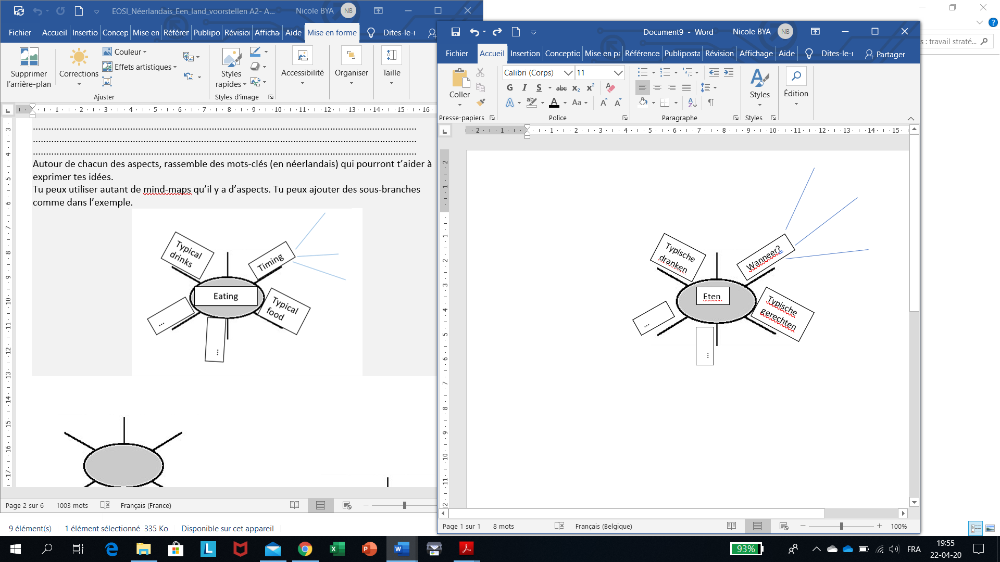 EOSI_Néerlandais_Een_land_voorstellen A2- A...
Nicole BYA
NB
Fichier
Accueil
Insertio
Concep
Mise en
Référen
Publipo
Révisio
Afficha
Aide
Mise en forme
Dites-le-
Supprimer
l'arrière-plan
Corrections
Couleur
Effets artistiques
Ajuster
Styles
rapides
Styles d'image
Accessibilité
Organiser
Taille
Autour de chacun des aspects, rassemble des mots-clés (en néerlandais) qui pourront t'aider à
exprimer tes idées.
Tu peux utiliser autant de mind-maps qu'il y a d'aspects. Tu peux ajouter des sous-branches
comme dans l'exemple.
Typical
drinks
Timing
Eating
Typical
food
...
...
Page 2 sur 6
1003 mots
Français (France)
9 élément(s)
1 élément sélectionné 335 Ko
Disponible sur cet appareil
Document9 - Word
Nicole BYA
NB
Fichier
Accueil
Insertion
Conceptio
Mise en pa
Référence
Publiposta
Révision
Affichage
Aide
Dites-le-
Partager
Coller
Presse-papiers
Calibri (Corps)
11
G I S abc x₂ x²
Aa
Police
Paragraphe
Styles
Styles
Édition
Typische
dranken
Wanneer?
Eten
Typische
gerechten
...
...
Page 1 sur 1
8 mots
Français (Belgique)
100%
s : travail straté...
93%
FRA
19:55
22-04-20